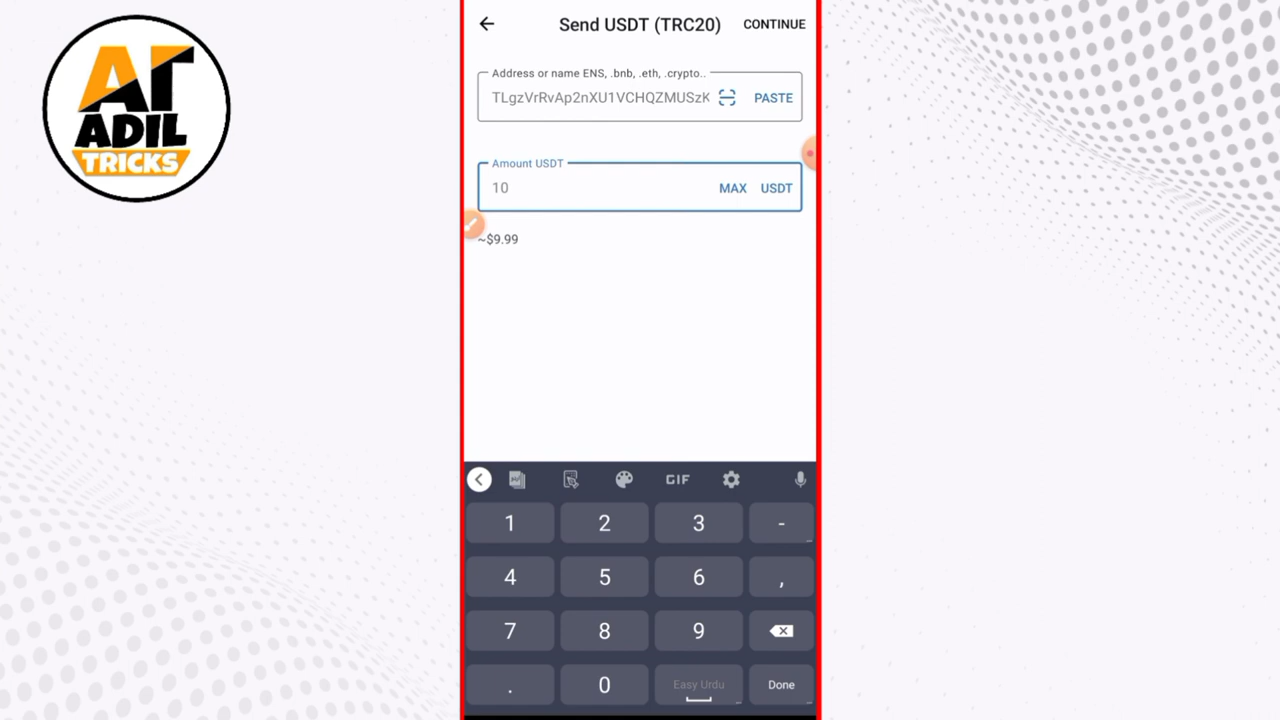 AT
ADIL
TRICKS
Send USDT (TRC20)
CONTINUE
Address or name ENS, .bnb, .eth, .crypto..
TLgzVrRvAp2nXU1VCHQZMUSzK
PASTE
Amount USDT
10
MAX
USDT
~$9.99
GIF
1 2 3 -
4 5 6 ,
7 8 9
. 0 Easy Urdu Done